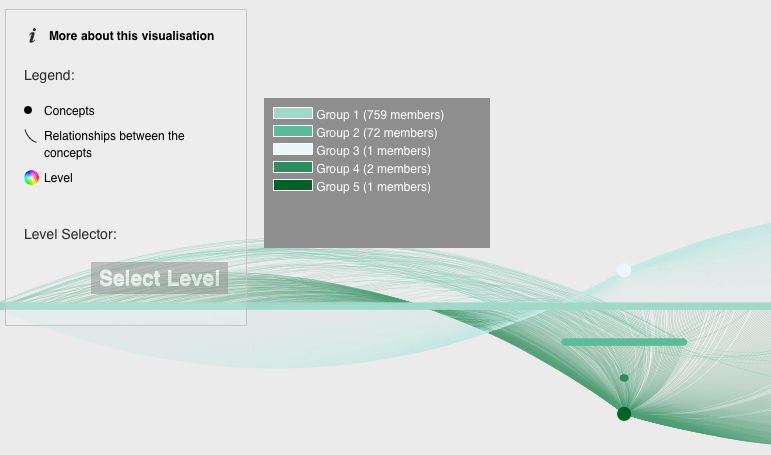 i More about this visualisation
Legend:
Concepts
Relationships between the
concepts
Level
Level Selector:
Select Level
Group 1 (759 members)
Group 2 (72 members)
Group 3 (1 members)
Group 4 (2 members)
Group 5 (1 members)